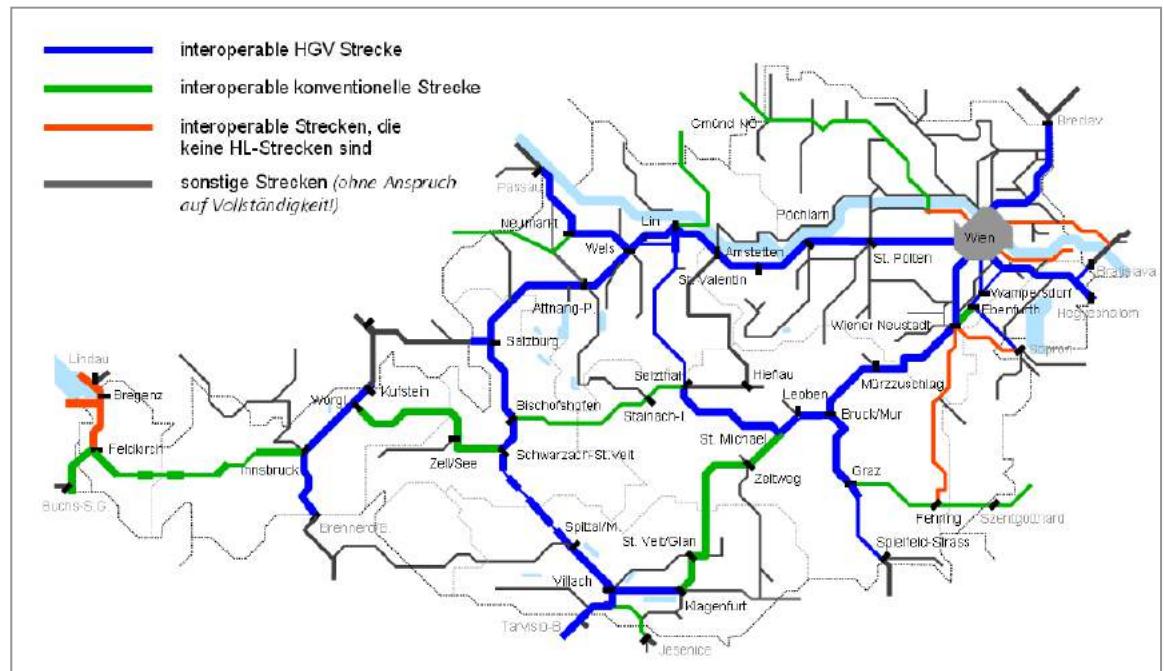 interoperable HGV Strecke
interoperable konventionelle Strecke
interoperable Strecken, die
keine HL-Strecken sind
sonstige Strecken (ohne Anspruch
auf Vollständigkeit!)
Gmünd NÖ
Breclav
Passau
Neumarkt
Lin
Pöchlarn
Wels
Amstetten
St. Pölten
Wien
St. Valentin
Bratislava
Attnang-P.
Wampersdorf
Ebenfurth
Hegyeshalom
Wiener Neustadt
Salzburg
Sopron
Lindau
Selzthal
Hieflau
Mürzzuschlag
Bregenz
Wörgl
Kufstein
Bischofshofen
Stainach-I.
Leoben
Bruck/Mur
Feldkirch
Innsbruck
Zell/See
Schwarzach-St.Veit
St. Michael
Zeltweg
Graz
Buchs-S.G.
Brennero/B.
Spittal/M.
St. Veit/Glan
Fehring
Szentgotthard
Spielfeld-Strass
Villach
Klagenfurt
Tarvisio-B.
Jesenice